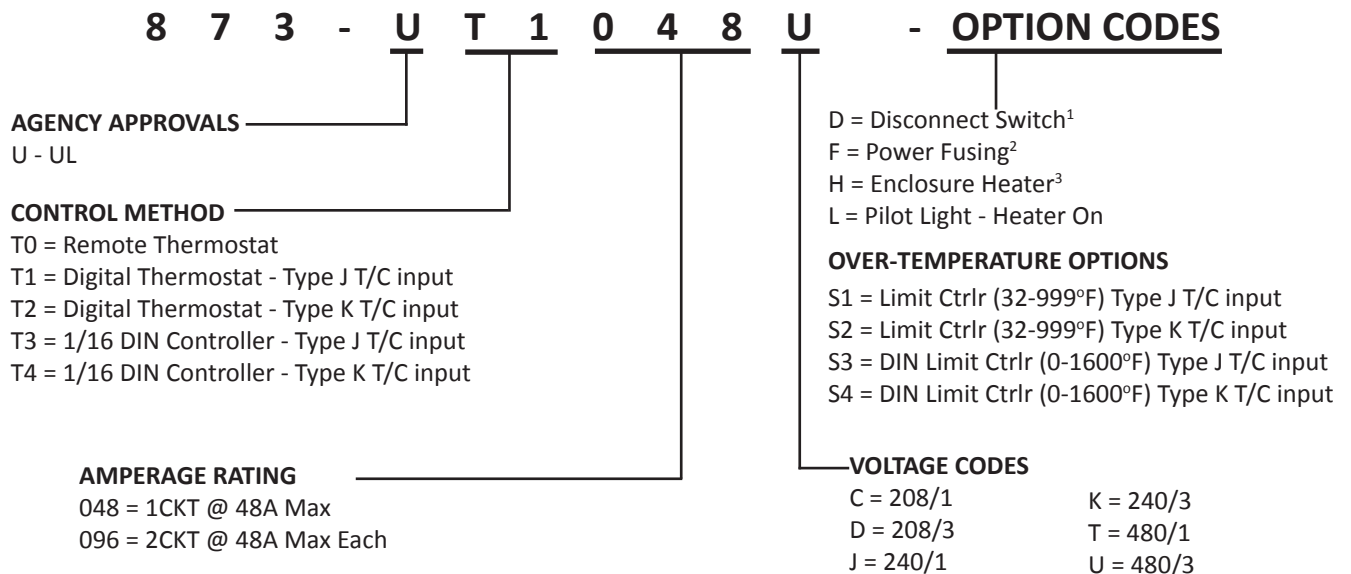 8 7 3 - U T 1 0 4 8 U - OPTION CODES
AGENCY APPROVALS
U - UL
CONTROL METHOD
T0 = Remote Thermostat
T1 = Digital Thermostat - Type J T/C input
T2 = Digital Thermostat - Type K T/C input
T3 = 1/16 DIN Controller - Type J T/C input
T4 = 1/16 DIN Controller - Type K T/C input
AMPERAGE RATING
048 = 1CKT @ 48A Max
096 = 2CKT @ 48A Max Each
D = Disconnect Switch¹
F = Power Fusing²
H = Enclosure Heater³
L = Pilot Light - Heater On
OVER-TEMPERATURE OPTIONS
S1 = Limit Ctrlr (32-999°F) Type J T/C input
S2 = Limit Ctrlr (32-999°F) Type K T/C input
S3 = DIN Limit Ctrlr (0-1600°F) Type J T/C input
S4 = DIN Limit Ctrlr (0-1600°F) Type K T/C input
VOLTAGE CODES
C = 208/1
D = 208/3
J = 240/1
K = 240/3
T = 480/1
U = 480/3